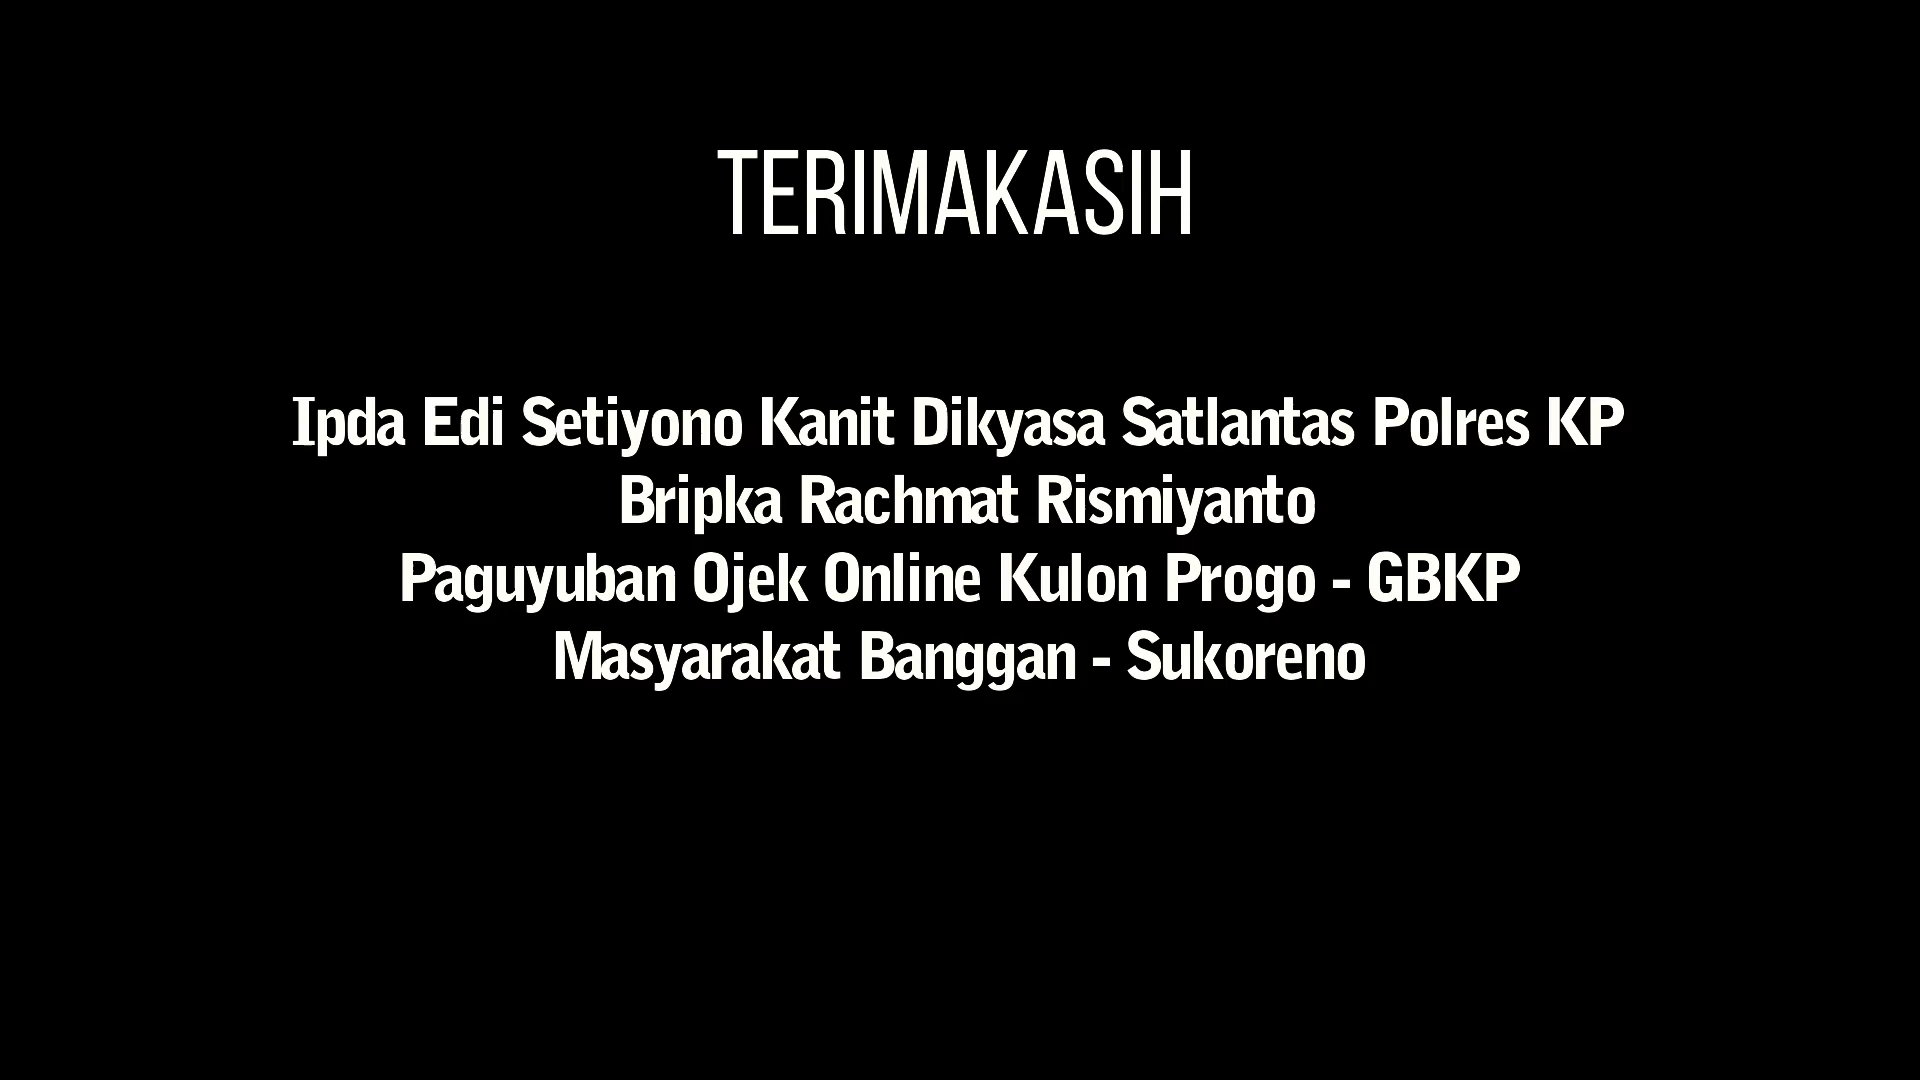 TERIMAKASIH
Ipda Edi Setiyono Kanit Dikyasa Satlantas Polres KP
Bripka Rachmat Rismiyanto
Paguyuban Ojek Online Kulon Progo - GBKP
Masyarakat Banggan - Sukoreno